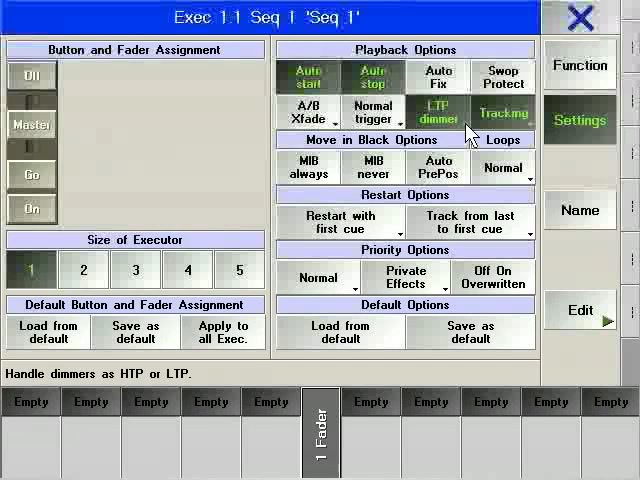 Exec 1.1 Seq 1 'Seq 1'
Button and Fader Assignment
Off
Master
Go
On
Size of Executor
1 2 3 4 5
Default Button and Fader Assignment
Load from default
Save as default
Apply to all Exec.
Playback Options
Auto start
Auto stop
Auto Fix
Swop Protect
A/B Xfade
Normal trigger
LTP dimmer
Tracking
Move in Black Options
Loops
MIB always
MIB never
Auto PrePos
Normal
Restart Options
Restart with first cue
Track from last to first cue
Priority Options
Normal
Private Effects
Off On Overwritten
Default Options
Load from default
Save as default
Function
Settings
Name
Edit
Handle dimmers as HTP or LTP.
Empty Empty Empty Empty Empty
1 Fader
Empty Empty Empty Empty Empty